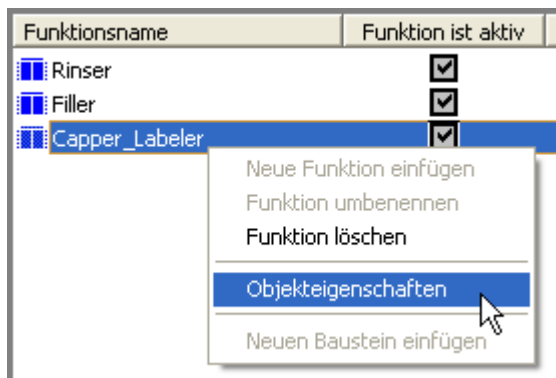 Funktionsname Funktion ist aktiv
Rinser
Filler
Capper_Labeler
Neue Funktion einfügen
Funktion umbenennen
Funktion löschen
Objekteigenschaften
Neuen Baustein einfügen